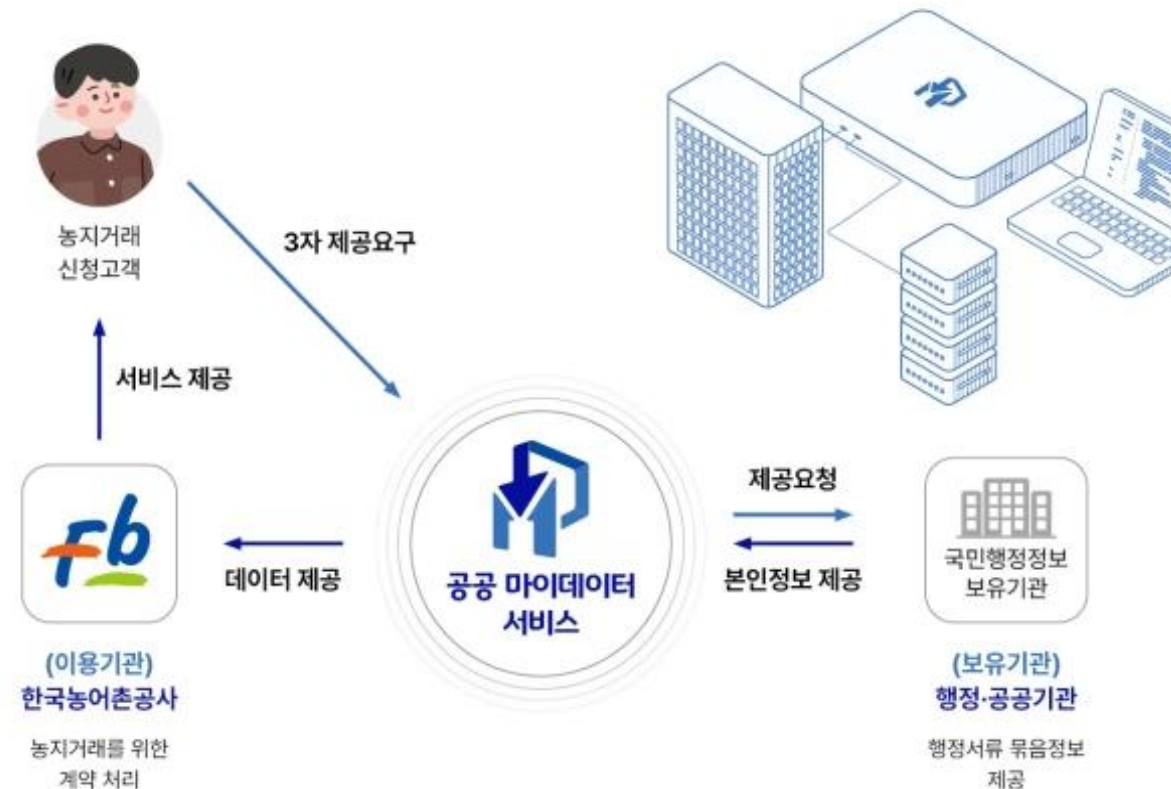 농지거래
신청고객
3자 제공요구
서비스 제공
Fb
데이터 제공
공공 마이데이터
서비스
제공요청
본인정보 제공
국민행정정보
보유기관
(이용기관)
한국농어촌공사
농지거래를 위한
계약 처리
(보유기관)
행정·공공기관
행정서류 묶음정보
제공